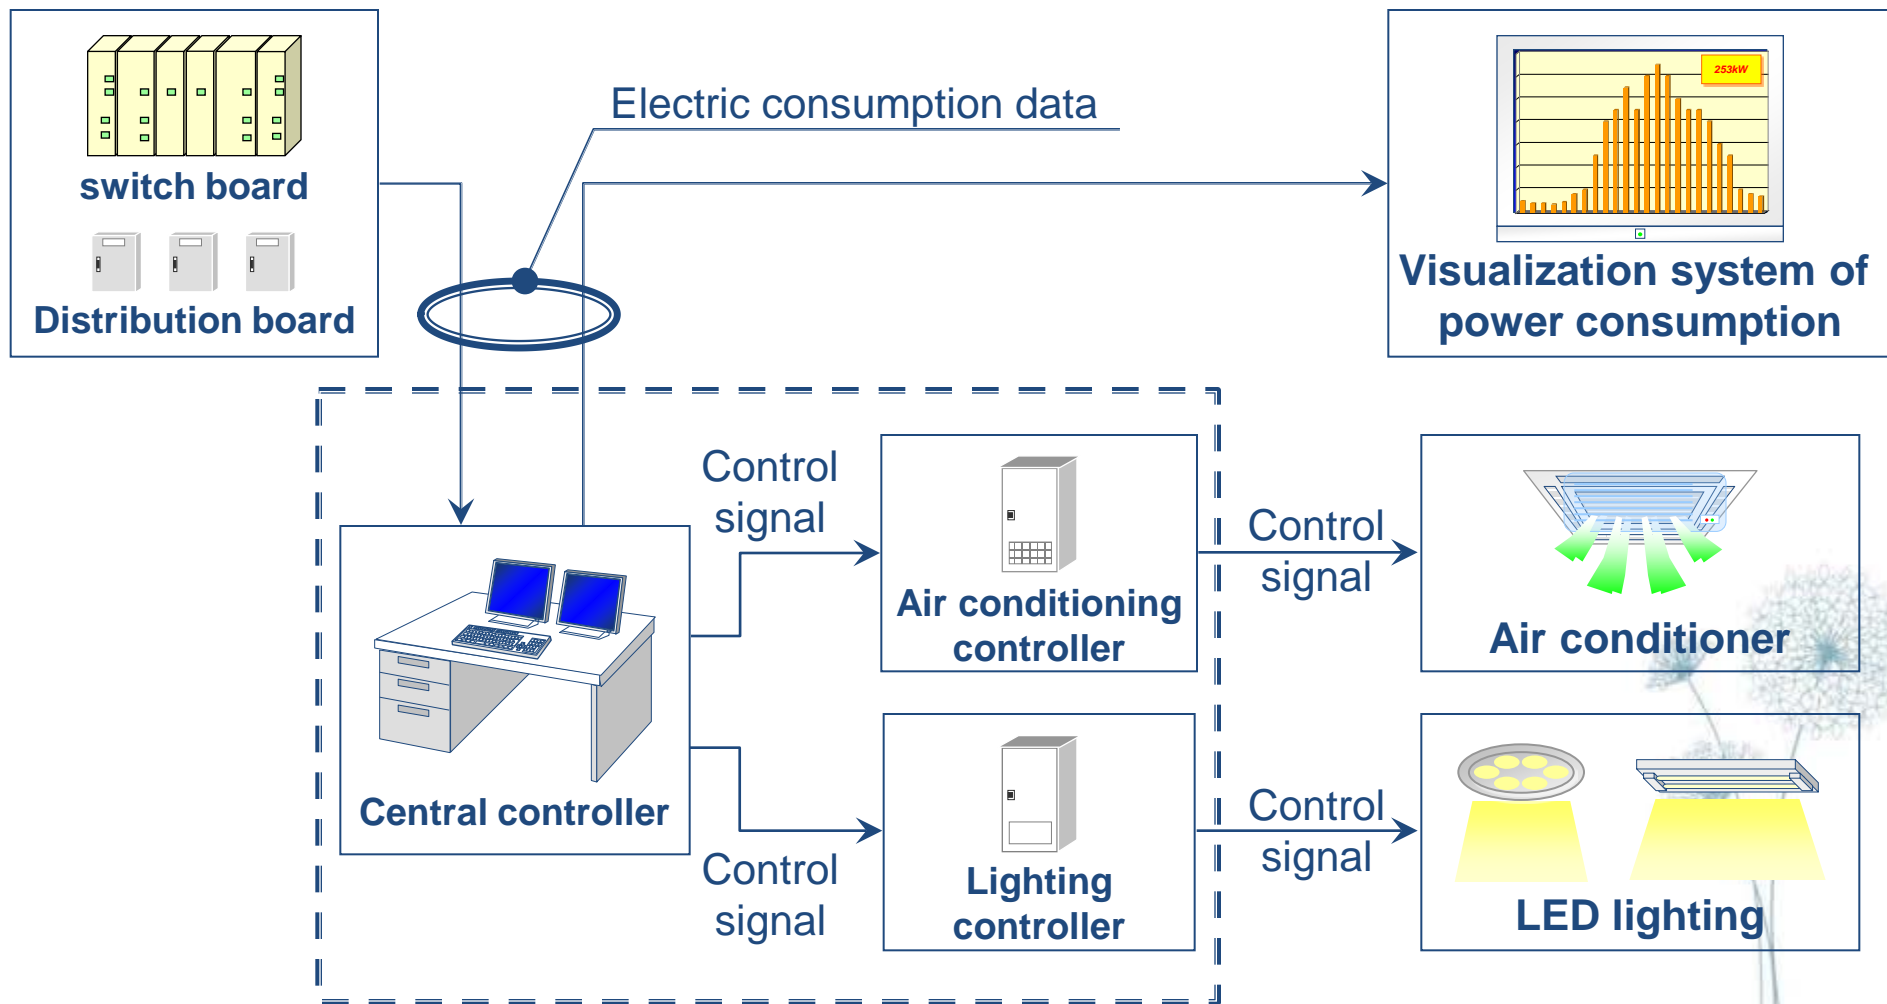 switch board
Distribution board
Electric consumption data
253kW
Visualization system of
power consumption
Control
signal
Air conditioning
controller
Control
signal
Air conditioner
Central controller
Control
signal
Lighting
controller
Control
signal
LED lighting